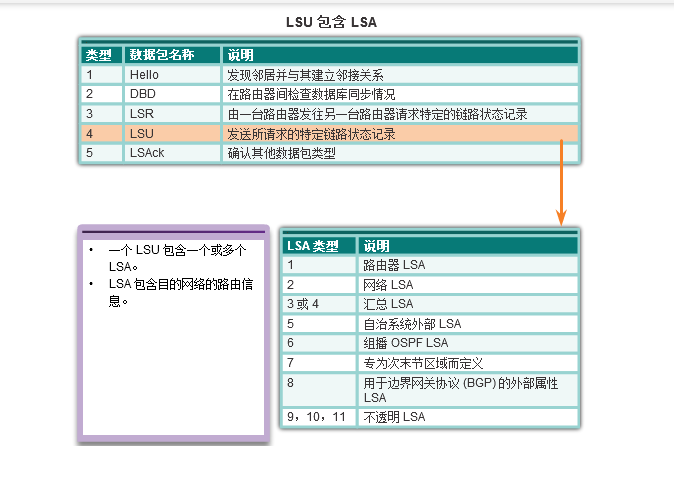 LSU 包含 LSA
类型 数据包名称 说明
1 Hello 发现邻居并与其建立邻接关系
2 DBD 在路由器间检查数据库同步情况
3 LSR 由一台路由器发往另一台路由器请求特定的链路状态记录
4 LSU 发送所请求的特定链路状态记录
5 LSAck 确认其他数据包类型
• 一个 LSU 包含一个或多个
LSA。
• LSA 包含目的网络的路由信
息。
LSA 类型 说明
1 路由器 LSA
2 网络 LSA
3 或 4 汇总 LSA
5 自治系统外部 LSA
6 组播 OSPF LSA
7 专为次末节区域而定义
8 用于边界网关协议 (BGP) 的外部属性
LSA
9，10，11 不透明 LSA